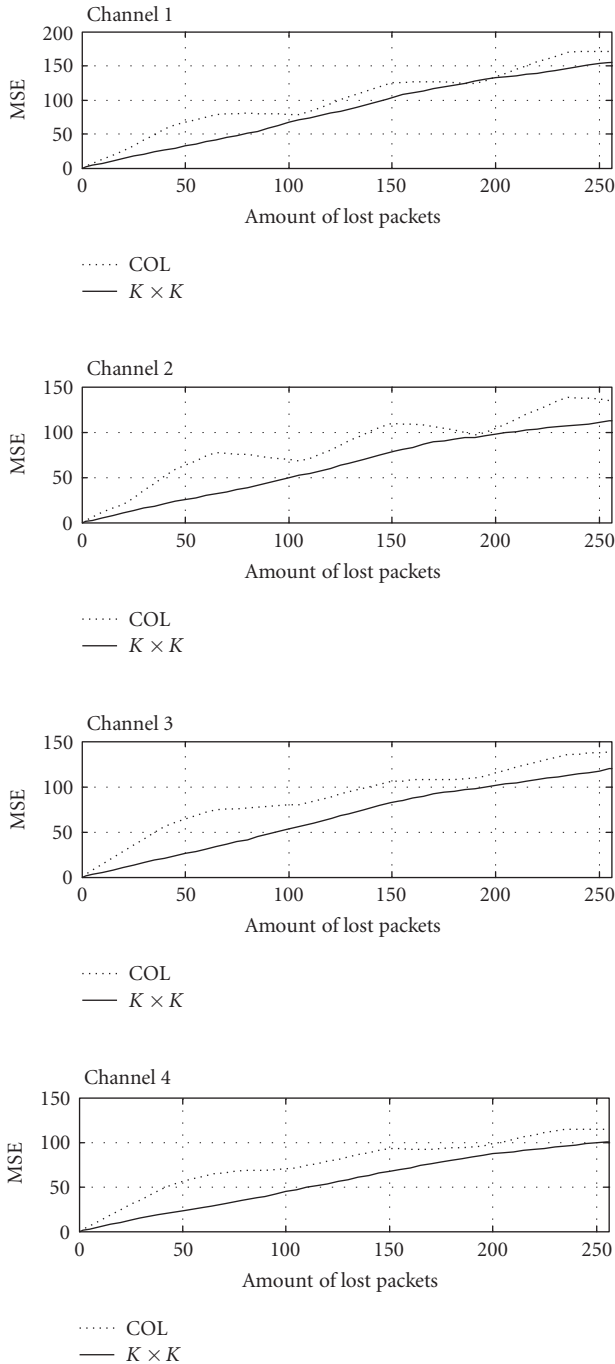 Channel 1
200
150
100
50
0
MSE
0 50 100 150 200 250
Amount of lost packets
COL
K × K
Channel 2
150
100
50
0
MSE
0 50 100 150 200 250
Amount of lost packets
COL
K × K
Channel 3
150
100
50
0
MSE
0 50 100 150 200 250
Amount of lost packets
COL
K × K
Channel 4
150
100
50
0
MSE
0 50 100 150 200 250
Amount of lost packets
COL
K × K